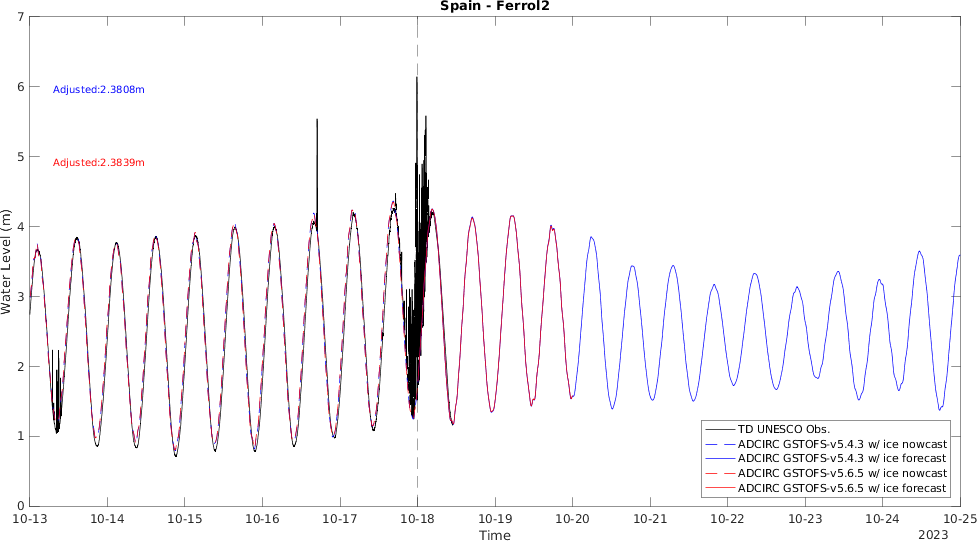 Spain - Ferrol2
7
6
5
4
3
2
1
0
Water Level (m)
Adjusted:2.3808m
Adjusted:2.3839m
TD UNESCO Obs.
ADCIRC GSTOFS-v5.4.3 w/ ice nowcast
ADCIRC GSTOFS-v5.4.3 w/ ice forecast
ADCIRC GSTOFS-v5.6.5 w/ ice nowcast
ADCIRC GSTOFS-v5.6.5 w/ ice forecast
10-13 10-14 10-15 10-16 10-17 10-18 10-19 10-20 10-21 10-22 10-23 10-24 10-25
Time
2023